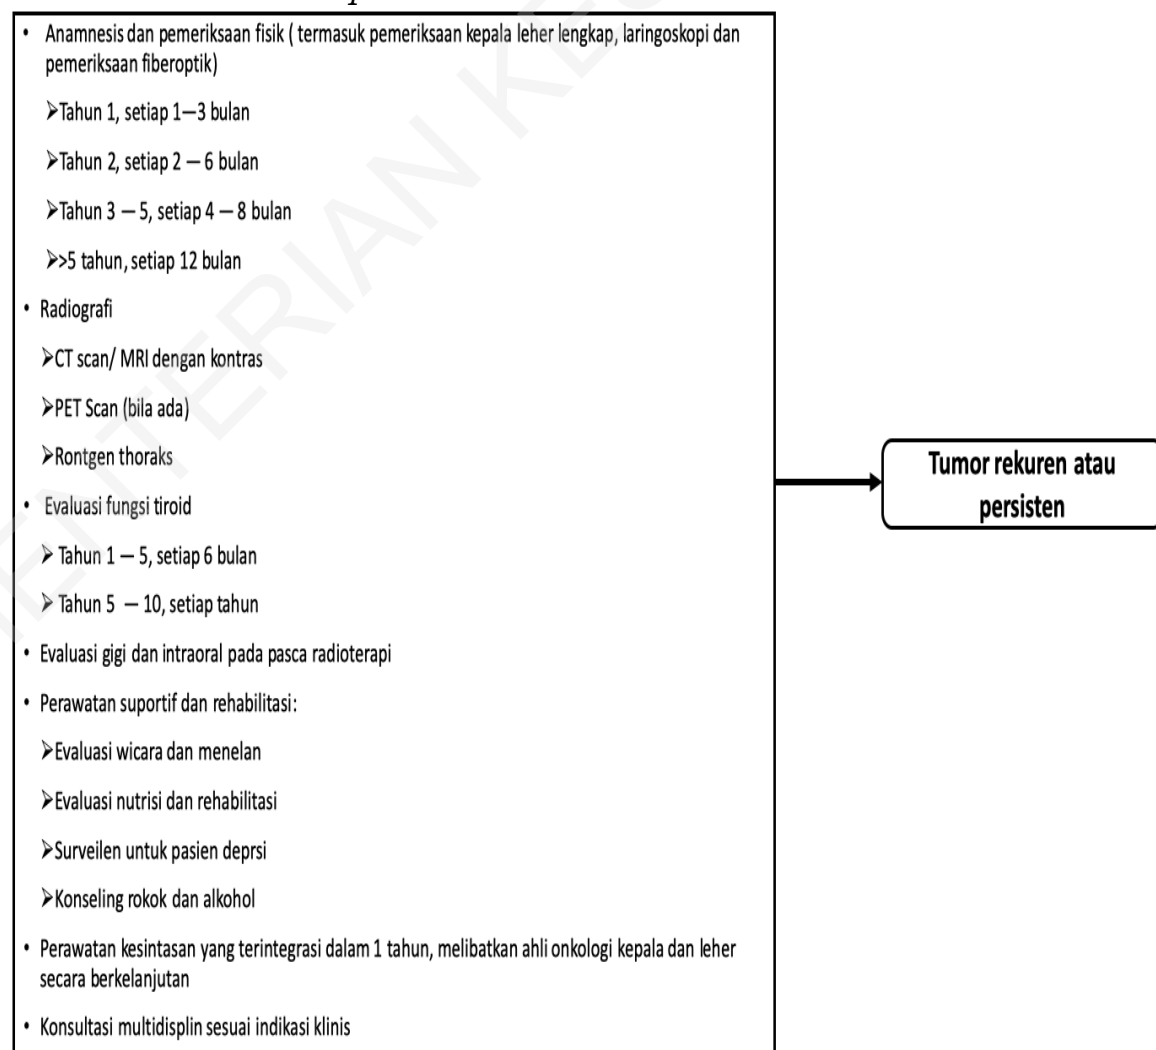 • Anamnesis dan pemeriksaan fisik ( termasuk pemeriksaan kepala leher lengkap, laringoskopi dan
pemeriksaan fiberoptik)
➢Tahun 1, setiap 1—3 bulan
➢Tahun 2, setiap 2 — 6 bulan
➢Tahun 3 — 5, setiap 4 — 8 bulan
➢>5 tahun, setiap 12 bulan
• Radiografi
➢CT scan/ MRI dengan kontras
➢PET Scan (bila ada)
➢Rontgen thoraks
• Evaluasi fungsi tiroid
➢ Tahun 1 — 5, setiap 6 bulan
➢ Tahun 5 — 10, setiap tahun
• Evaluasi gigi dan intraoral pada pasca radioterapi
• Perawatan suportif dan rehabilitasi:
➢Evaluasi wicara dan menelan
➢Evaluasi nutrisi dan rehabilitasi
➢Surveilen untuk pasien deprsi
➢Konseling rokok dan alkohol
• Perawatan kesintasan yang terintegrasi dalam 1 tahun, melibatkan ahli onkologi kepala dan leher
secara berkelanjutan
• Konsultasi multidisplin sesuai indikasi klinis
Tumor rekuren atau
persisten